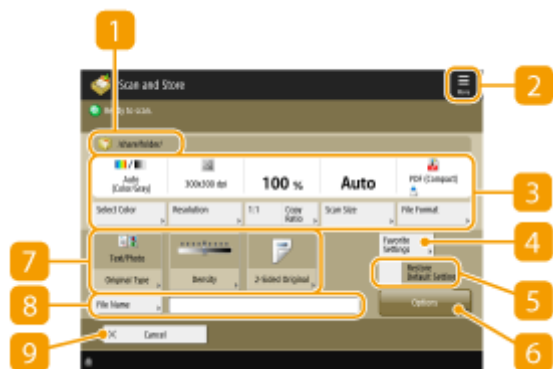 1
2
Scan and Store
Menu
Ready to scan.
/share/folder/
Auto
(Color/Gray)
300x300 dpi
100 %
Auto
PDF (Compact)
3
Select Color
Resolution
1:1
Copy
Ratio
Scan Size
File Format
7
Text/Photo
Favorite
Settings
4
Original Type
Density
2-Sided Original
Restore
Default Settings
5
8
File Name
Options
6
9
Cancel